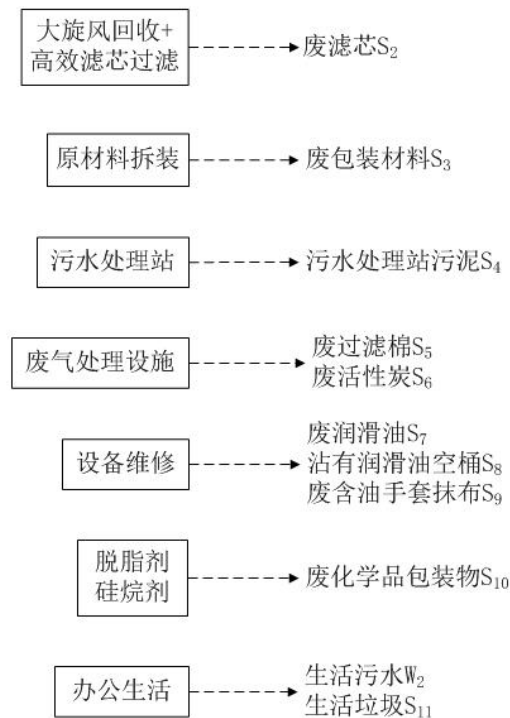 大旋风回收+
高效滤芯过滤
废滤芯S₂
原材料拆装
废包装材料S₃
污水处理站
污水处理站污泥S₄
废气处理设施
废过滤棉S₅
废活性炭S₆
设备维修
废润滑油S₇
沾有润滑油空桶S₈
废含油手套抹布S₉
脱脂剂
硅烷剂
废化学品包装物S₁₀
办公生活
生活污水W₂
生活垃圾S₁₁